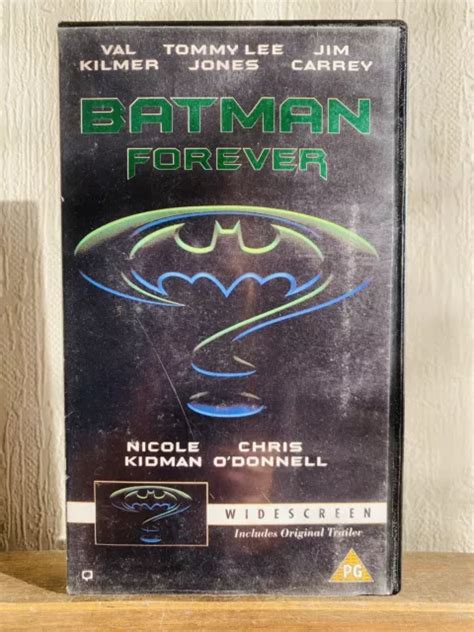 VAL TOMMY LEE JIM
KILMER JONES CARREY
BATMAN
FOREVER
NICOLE CHRIS
KIDMAN O'DONNELL
WIDESCREEN
Includes Original Trailer
PG